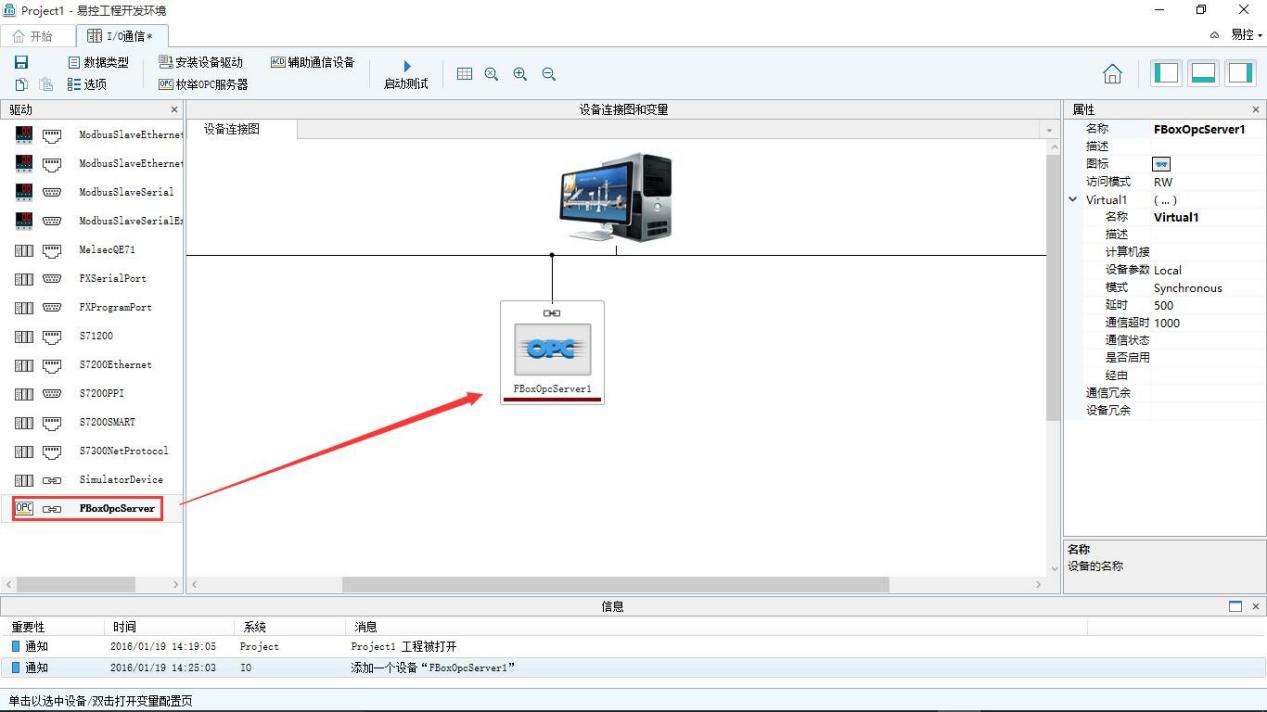 Project1 - 易控工程开发环境
开始 I/O通信* 易控
数据类型 安装设备驱动 ACD 辅助通信设备
选项 OPC 枚举OPC服务器 启动测试
驱动 设备连接图和变量 属性
设备连接图
ModbusSlaveEthernet
ModbusSlaveEthernet
ModbusSlaveSerial
ModbusSlaveSerialEx
MelsecQE71
FXSerialPort
FXProgramPort
S71200
S7200Ethernet
S7200PPI
S7200SMART
S7300NetProtocol
SimulatorDevice
OPC FBoxOpcServer
OPC
FBoxOpcServer1
名称 FBoxOpcServer1
描述
图标
访问模式 RW
Virtual1 (...)
名称 Virtual1
描述
计算机接
设备参数 Local
模式 Synchronous
延时 500
通信超时 1000
通信状态
是否启用
经由
通信冗余
设备冗余
名称
设备的名称
信息
重要性 时间 系统 消息
通知 2016/01/19 14:19:05 Project Project1 工程被打开
通知 2016/01/19 14:25:03 IO 添加一个设备“FBoxOpcServer1”
单击以选中设备/双击打开变量配置页